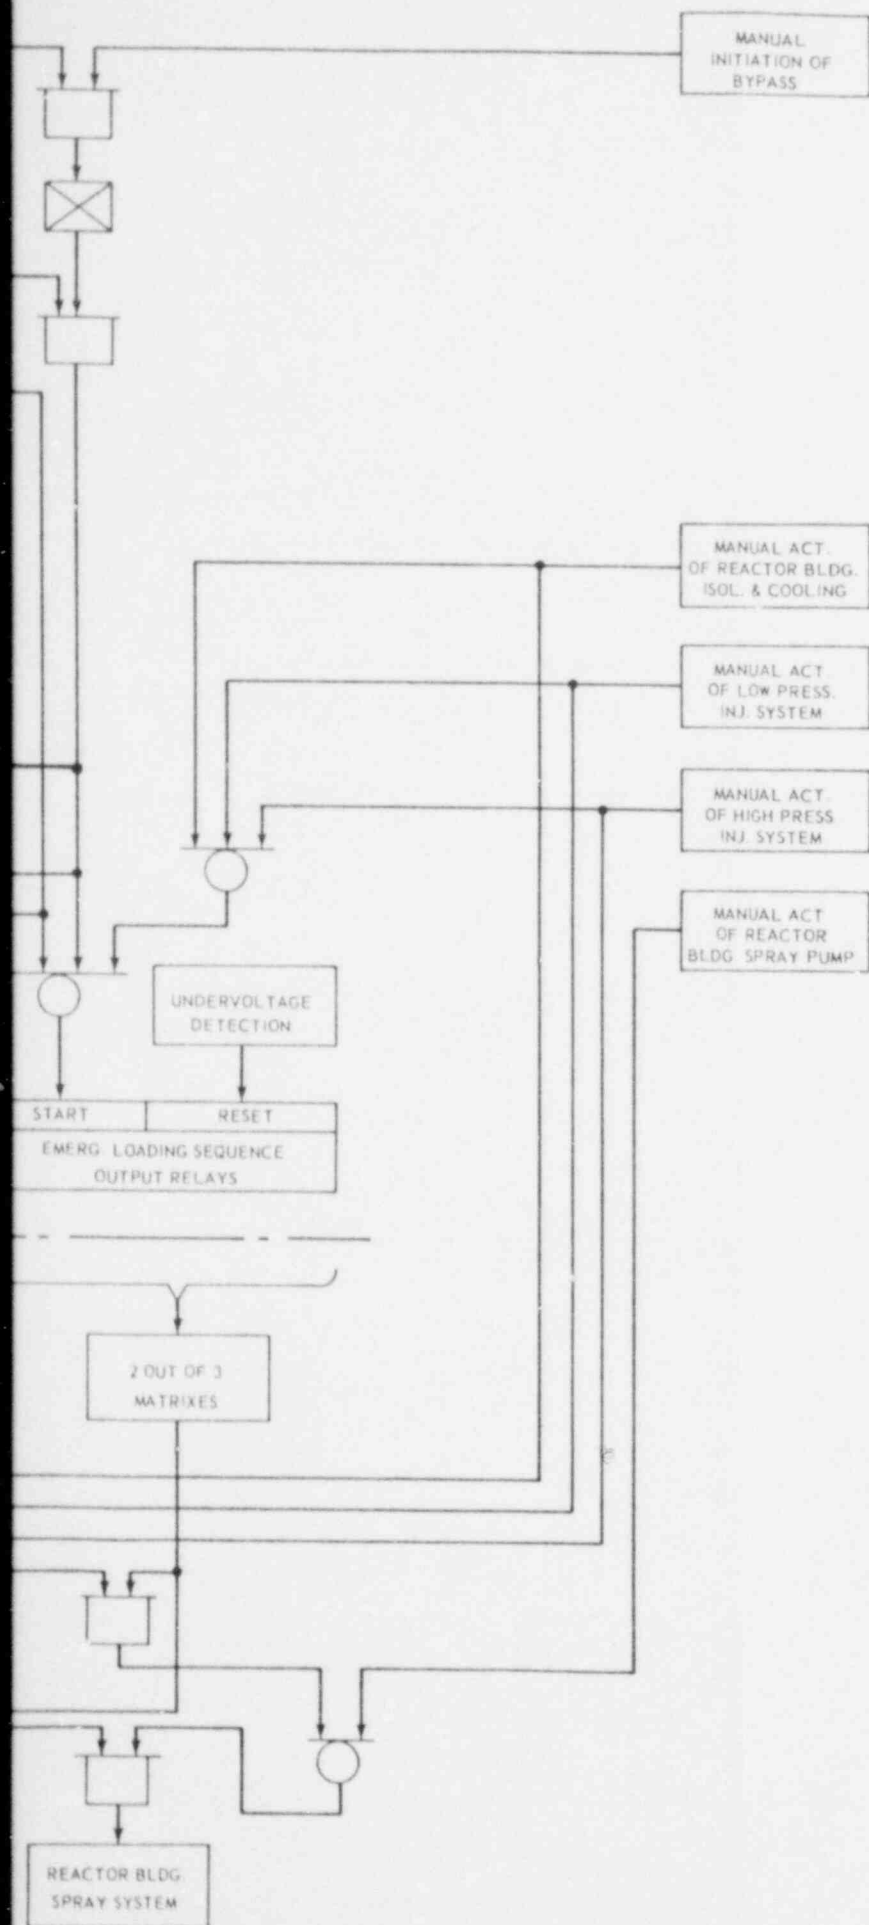 MANUAL
INITIATION OF
BYPASS
MANUAL ACT.
OF REACTOR BLDG.
ISOL. & COOLING
MANUAL ACT.
OF LOW PRESS.
INJ. SYSTEM
MANUAL ACT.
OF HIGH PRESS
INJ. SYSTEM
MANUAL ACT
OF REACTOR
BLDG SPRAY PUMP
UNDERVOLTAGE
DETECTION
START RESET
EMERG. LOADING SEQUENCE
OUTPUT RELAYS
2 OUT OF 3
MATRIXES
REACTOR BLDG.
SPRAY SYSTEM